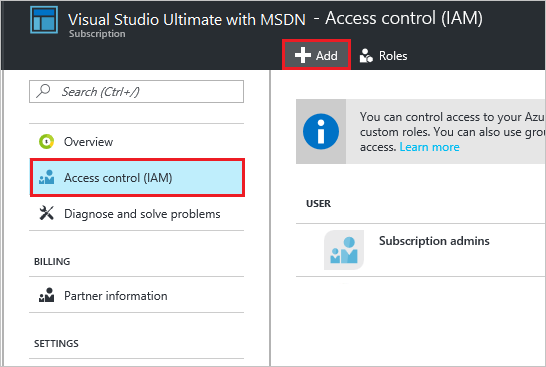 Visual Studio Ultimate with MSDN - Access control (IAM)
Subscription
Add
Roles
Search (Ctrl+/)
Overview
Access control (IAM)
Diagnose and solve problems
BILLING
Partner information
SETTINGS
You can control access to your Azu
custom roles. You can also use grou
access. Learn more
USER
Subscription admins